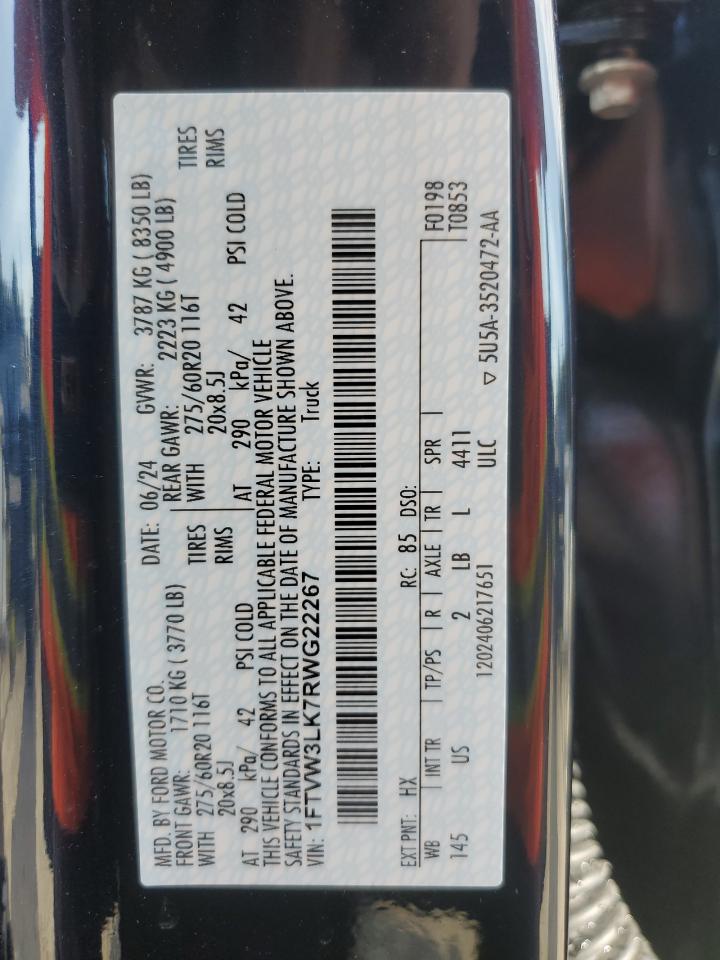 MFD. BY FORD MOTOR CO. DATE: 06/24 GVWR: 3787 KG ( 8350 LB)
FRONT GAWR: 1710 KG ( 3770 LB) REAR GAWR: 2223 KG ( 4900 LB)
WITH 275/60R20 116T TIRES WITH 275/60R20 116T TIRES
20x8.5J RIMS 20x8.5J RIMS
AT 290 kPa/ 42 PSI COLD AT 290 kPa/ 42 PSI COLD
THIS VEHICLE CONFORMS TO ALL APPLICABLE FEDERAL MOTOR VEHICLE
SAFETY STANDARDS IN EFFECT ON THE DATE OF MANUFACTURE SHOWN ABOVE.
VIN: 1FTVW3LK7RWG22267 TYPE: Truck
EXT PNT: HX RC: 85 DSO:
WB INT TR TP/PS R AXLE TR SPR F0198
145 US 2 LB L 4411 T0853
ULC
1202406217651 ▽ 5U5A-3520472-AA